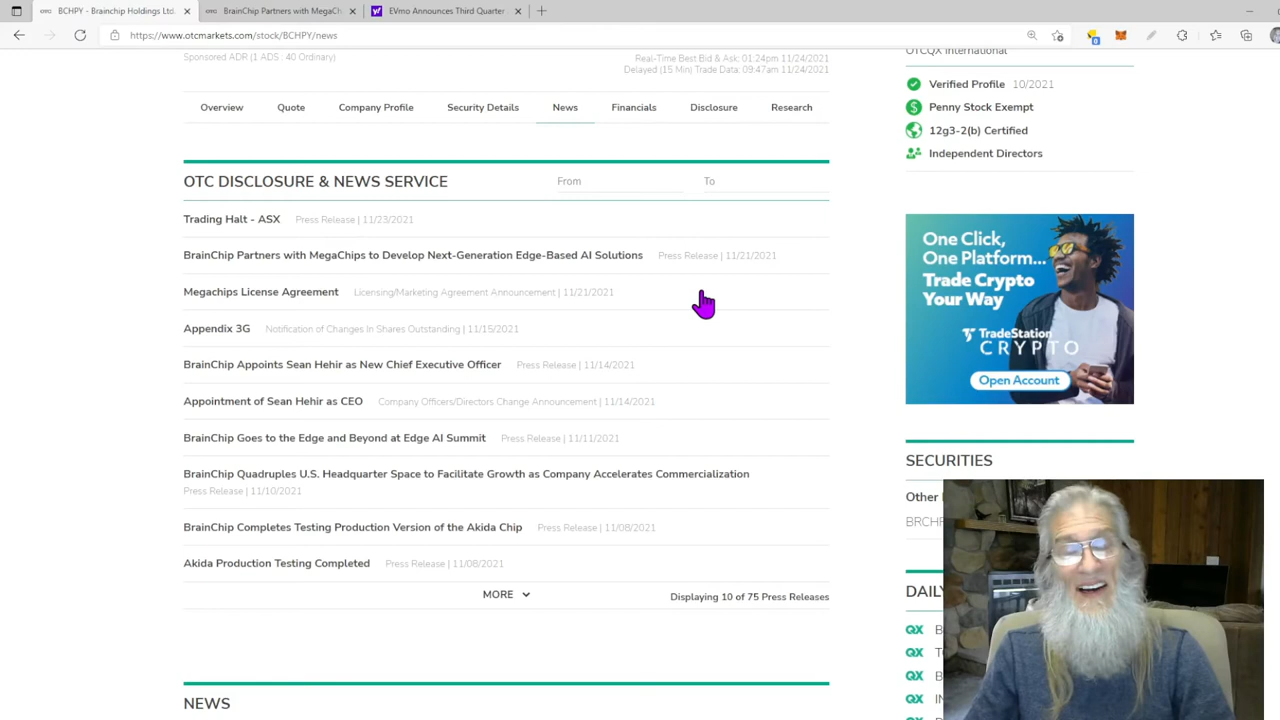 BCHPY - Brainchip Holdings Ltd.
BrainChip Partners with MegaCh
EVmo Announces Third Quarter
https://www.otcmarkets.com/stock/BCHPY/news
Sponsored ADR (1 ADS : 40 Ordinary)
Real-Time Best Bid & Ask: 01:24pm 11/24/2021
Delayed (15 Min) Trade Data: 09:47am 11/24/2021
Overview Quote Company Profile Security Details News Financials Disclosure Research
OTC DISCLOSURE & NEWS SERVICE From To
Trading Halt - ASX Press Release | 11/23/2021
BrainChip Partners with MegaChips to Develop Next-Generation Edge-Based AI Solutions Press Release | 11/21/2021
Megachips License Agreement Licensing/Marketing Agreement Announcement | 11/21/2021
Appendix 3G Notification of Changes In Shares Outstanding | 11/15/2021
BrainChip Appoints Sean Hehir as New Chief Executive Officer Press Release | 11/14/2021
Appointment of Sean Hehir as CEO Company Officers/Directors Change Announcement | 11/14/2021
BrainChip Goes to the Edge and Beyond at Edge AI Summit Press Release | 11/11/2021
BrainChip Quadruples U.S. Headquarter Space to Facilitate Growth as Company Accelerates Commercialization
Press Release | 11/10/2021
BrainChip Completes Testing Production Version of the Akida Chip Press Release | 11/08/2021
Akida Production Testing Completed Press Release | 11/08/2021
MORE Displaying 10 of 75 Press Releases
NEWS
OTCQX International
Verified Profile 10/2021
Penny Stock Exempt
12g3-2(b) Certified
Independent Directors
One Click,
One Platform...
Trade Crypto
Your Way
TradeStation
CRYPTO
Open Account
SECURITIES
Other
BRCHF
DAILY
QX B
QX T
QX B
QX IN
QX